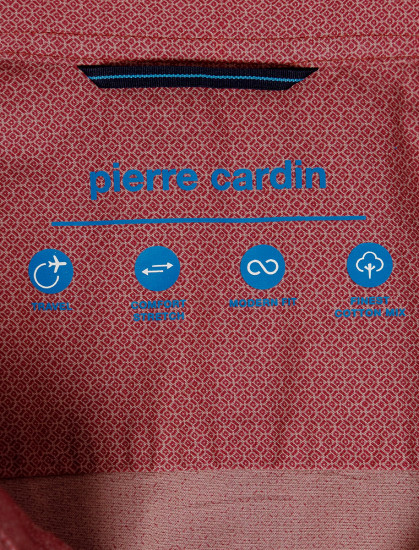 pierre cardin
TRAVEL
COMFORT
STRETCH
MODERN FIT
FINEST
COTTON MIX